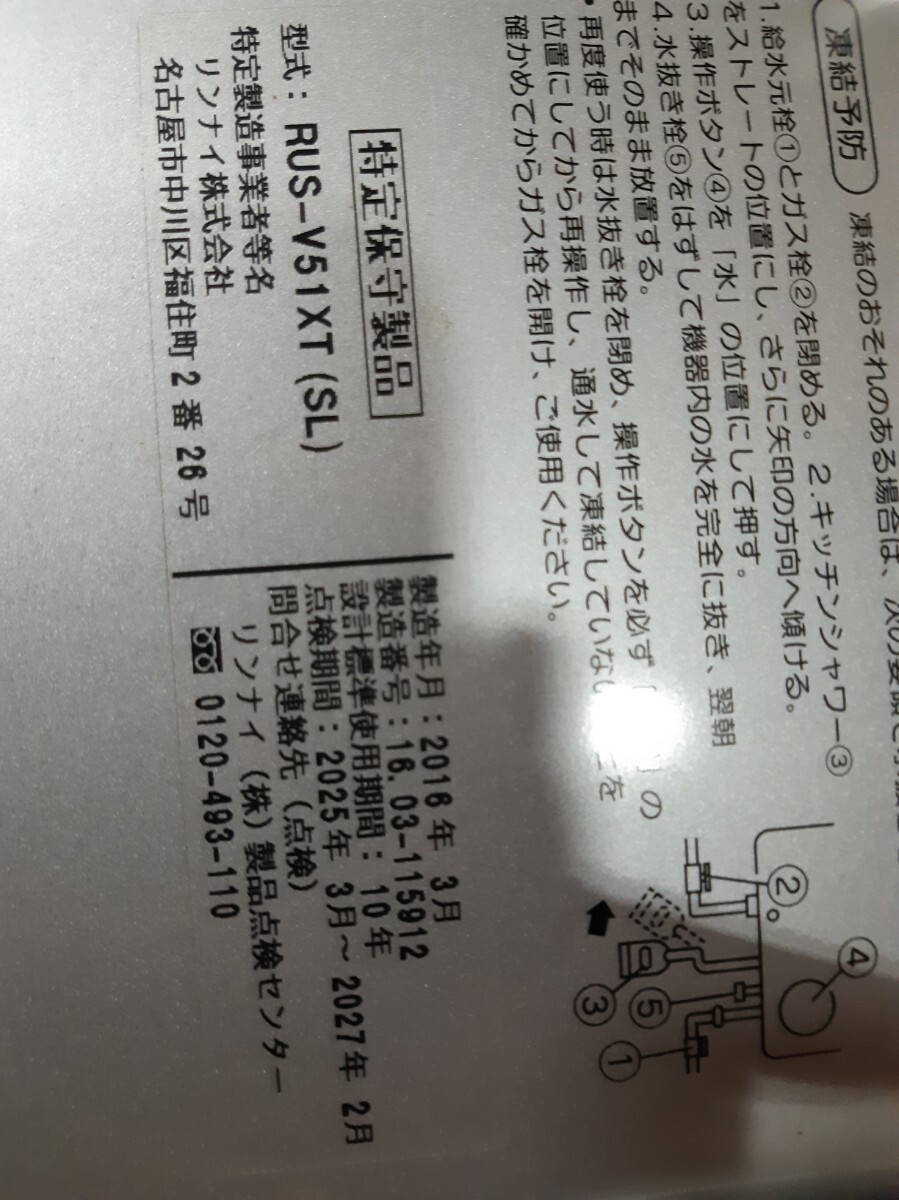 凍結予防
凍結のおそれのある場合は、次の要領で
1.給水元栓①とガス栓②を閉める。2.キッチンシャワー③
をストレートの位置にし、さらに矢印の方向へ傾ける。
3.操作ボタン④を「水」の位置にして押す。
4.水抜き栓⑤をはずして機器内の水を完全に抜き、翌朝
までそのまま放置する。
•再度使う時は水抜き栓を閉め、操作ボタンを必ず「 」の
位置にしてから再操作し、通水して凍結していない を
確かめてからガス栓を開け、ご使用ください。
②
④
③
⑤
①
特定保守製品
型式：RUS-V51XT(SL)
特定製造事業者等名
リンナイ株式会社
名古屋市中川区福住町2番26号
製造年月：2016年 3月
製造番号：16.03-115912
設計標準使用期間：10年
点検期間：2025年 3月～2027年 2月
問合せ連絡先（点検）
リンナイ（株）製品点検センター
0120-493-110